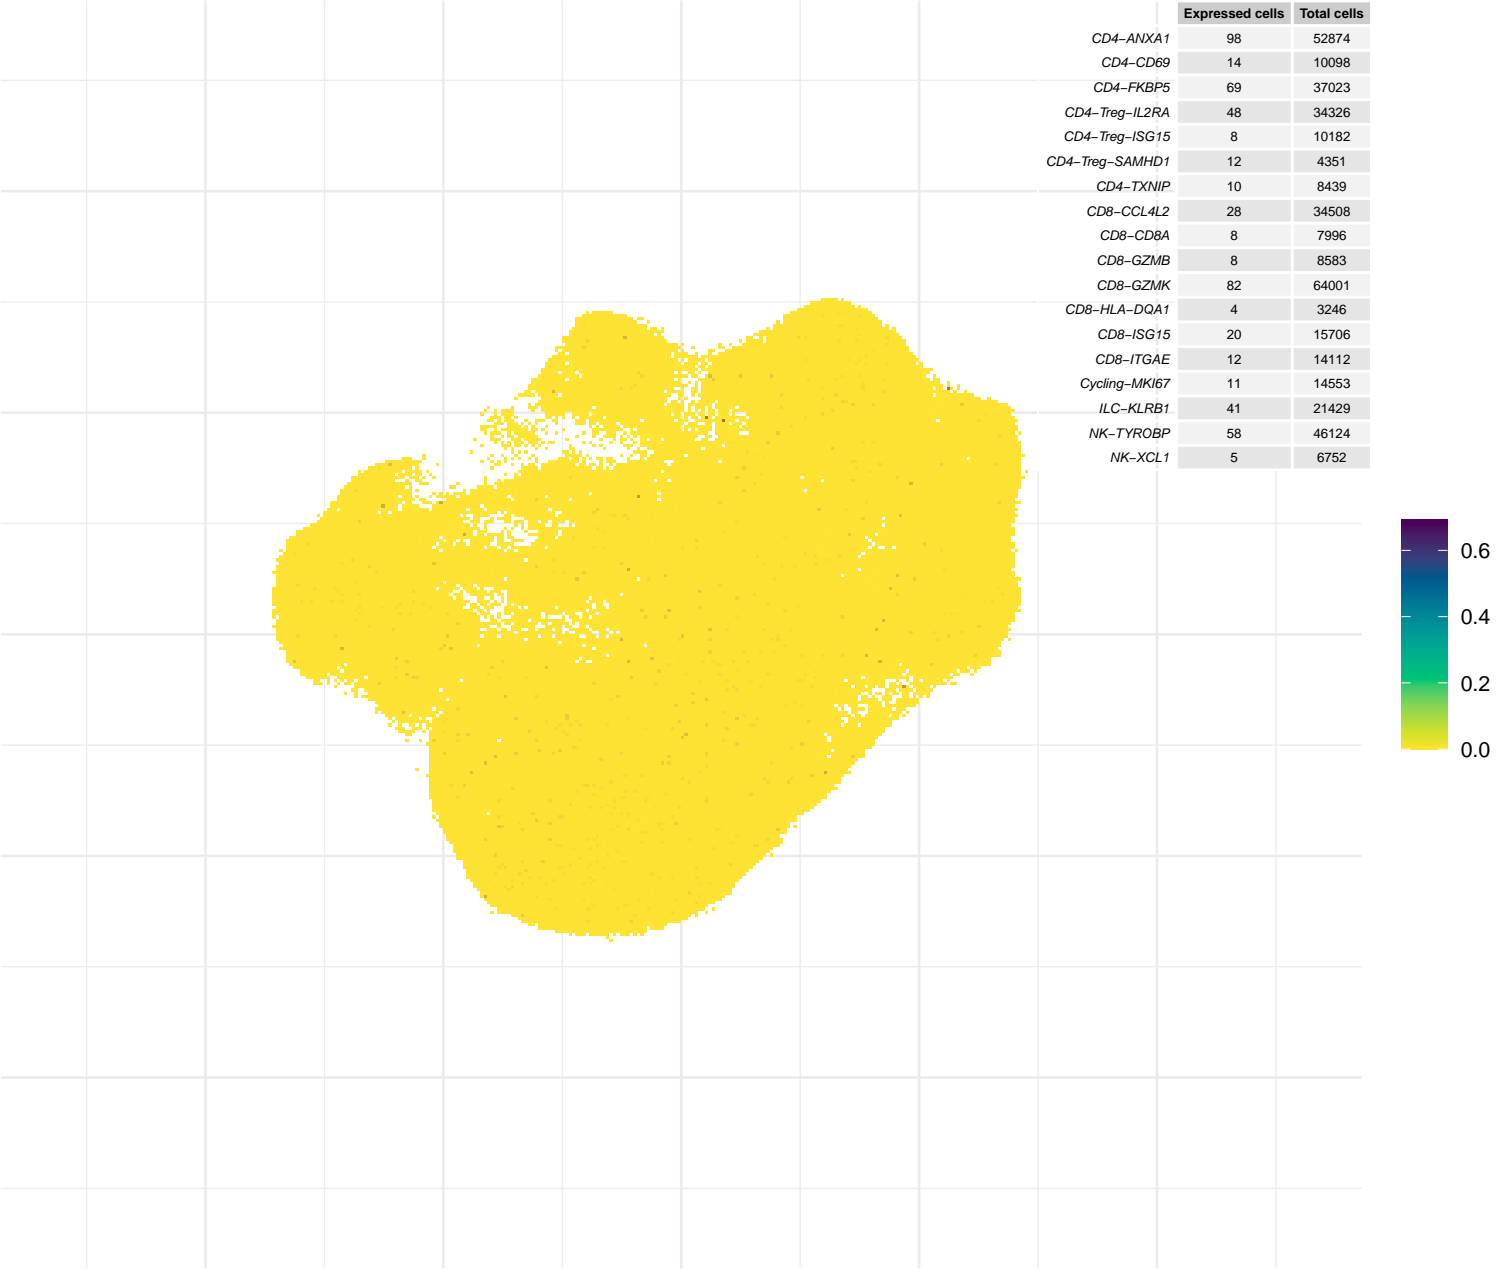 Expressed cells Total cells
CD4−ANXA1 98 52874
CD4−CD69 14 10098
CD4−FKBP5 69 37023
CD4−Treg−IL2RA 48 34326
CD4−Treg−ISG15 8 10182
CD4−Treg−SAMHD1 12 4351
CD4−TXNIP 10 8439
CD8−CCL4L2 28 34508
CD8−CD8A 8 7996
CD8−GZMB 8 8583
CD8−GZMK 82 64001
CD8−HLA−DQA1 4 3246
CD8−ISG15 20 15706
CD8−ITGAE 12 14112
Cycling−MKI67 11 14553
ILC−KLRB1 41 21429
NK−TYROBP 58 46124
NK−XCL1 5 6752
0.6
0.4
0.2
0.0